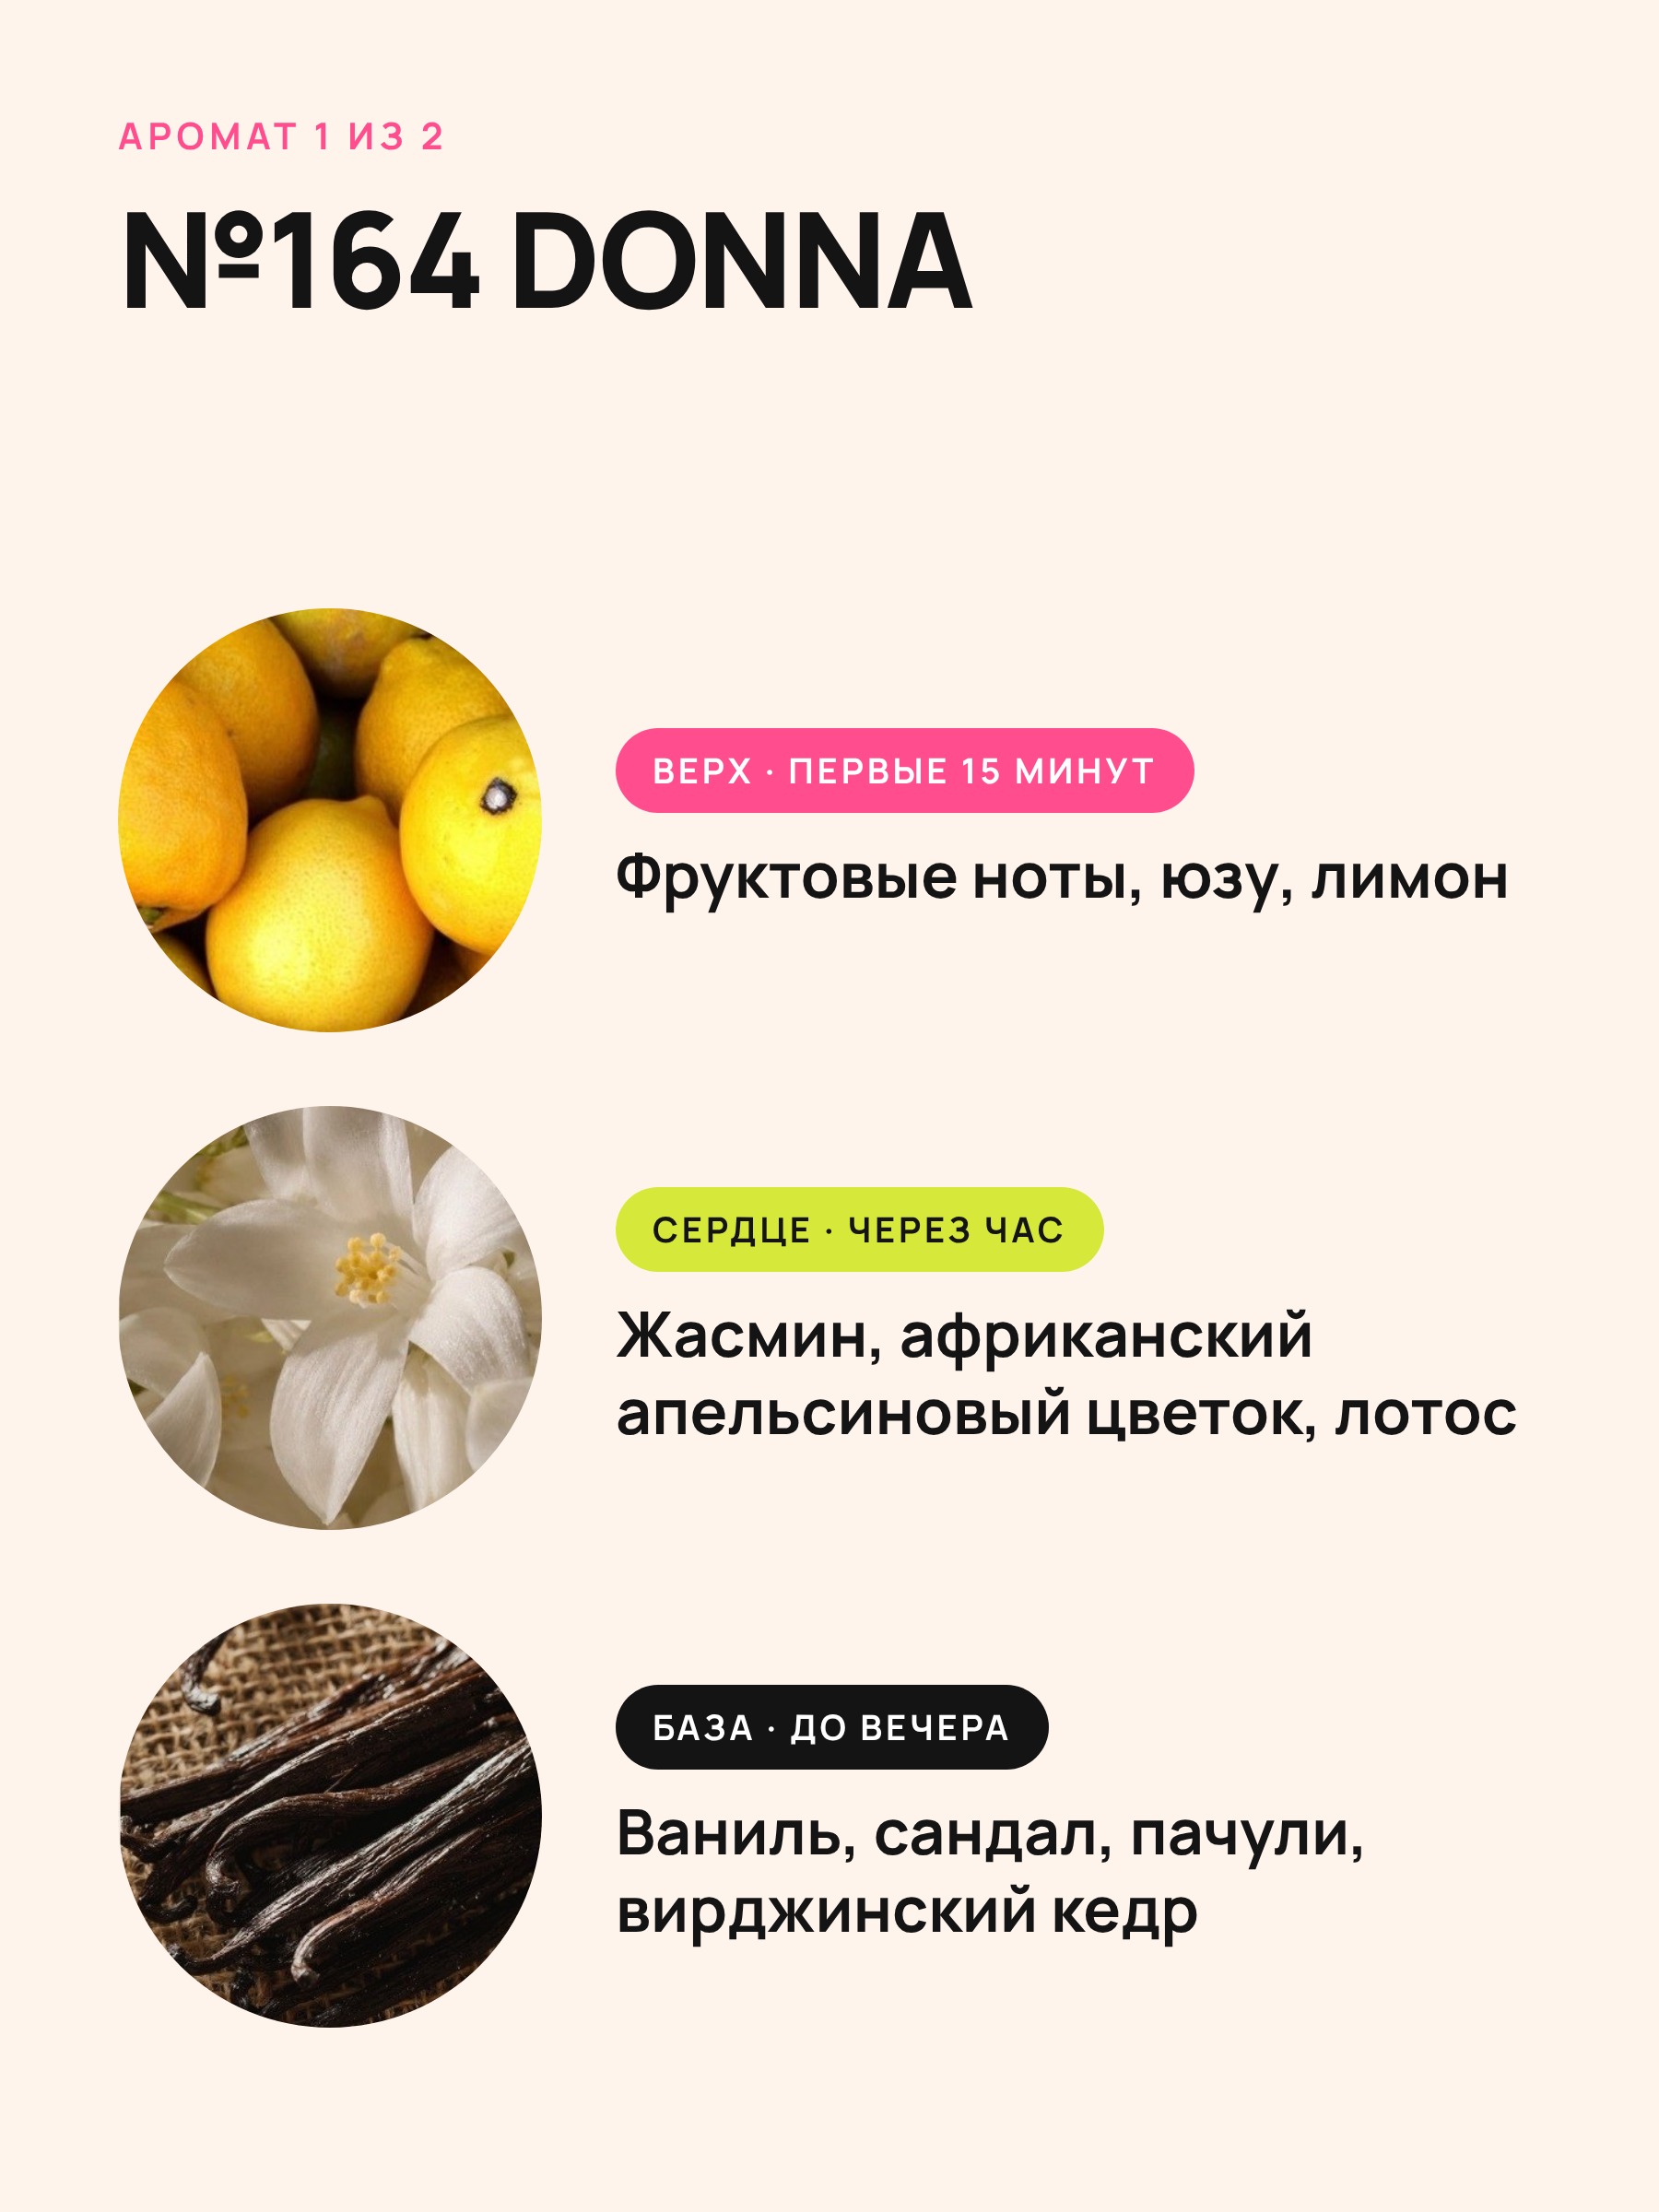 АРОМАТ 1 ИЗ 2
№164 DONNA
ВЕРХ · ПЕРВЫЕ 15 МИНУТ
Фруктовые ноты, юзу, лимон
СЕРДЦЕ · ЧЕРЕЗ ЧАС
Жасмин, африканский
апельсиновый цветок, лотос
БАЗА · ДО ВЕЧЕРА
Ваниль, сандал, пачули,
вирджинский кедр